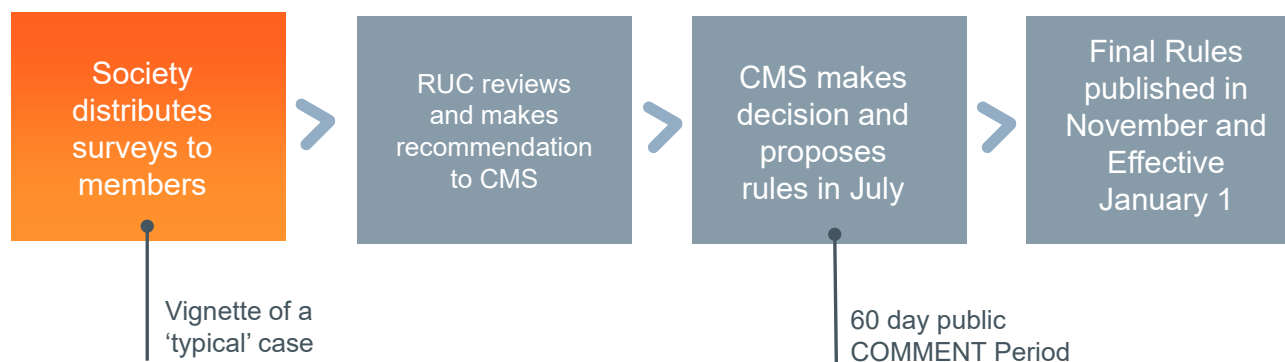 Society
distributes
surveys to
members
RUC reviews
and makes
recommendation
to CMS
CMS makes
decision and
proposes
rules in July
Final Rules
published in
November and
Effective
January 1
Vignette of a
‘typical’ case
60 day public
COMMENT Period